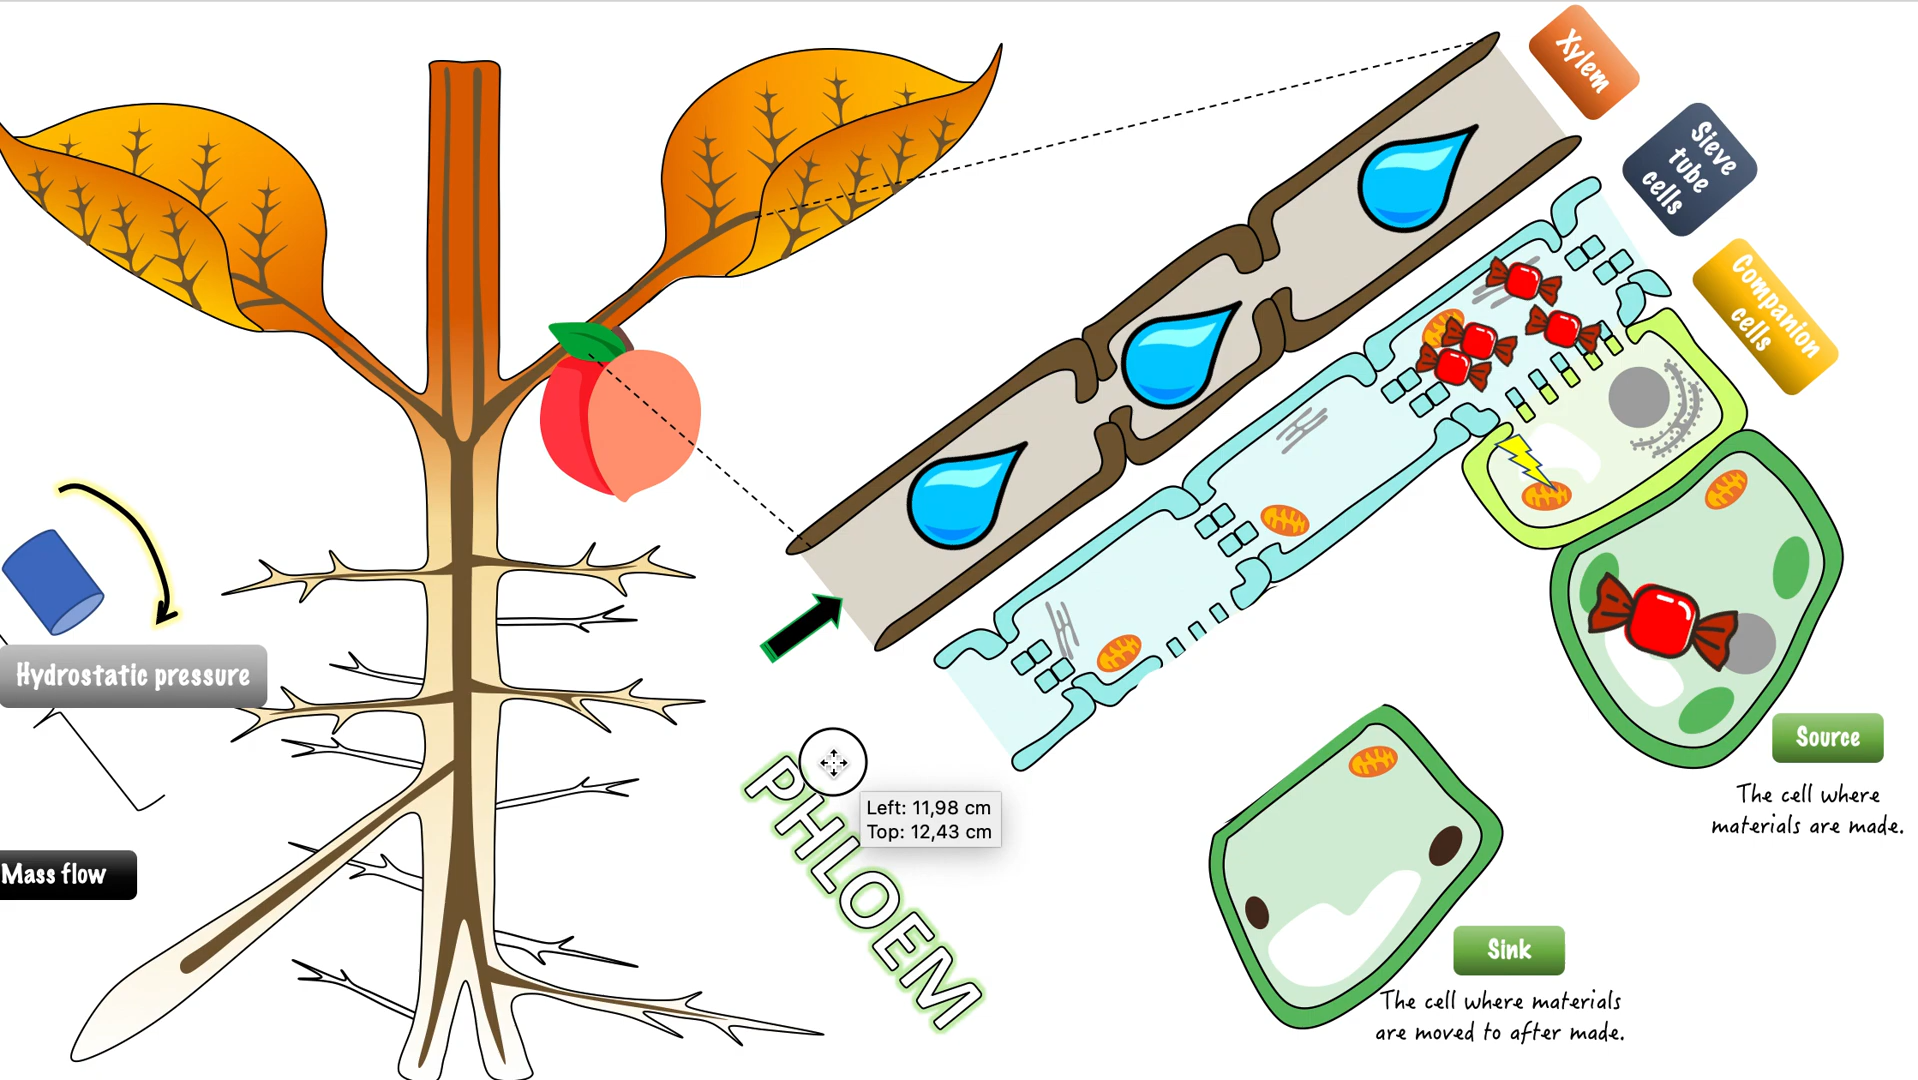 Xylem
Sieve
tube
cells
Companion
cells
Hydrostatic pressure
Source
The cell where
materials are made.
PHLOEM
Left: 11,98 cm
Top: 12,43 cm
Mass flow
Sink
The cell where materials
are moved to after made.